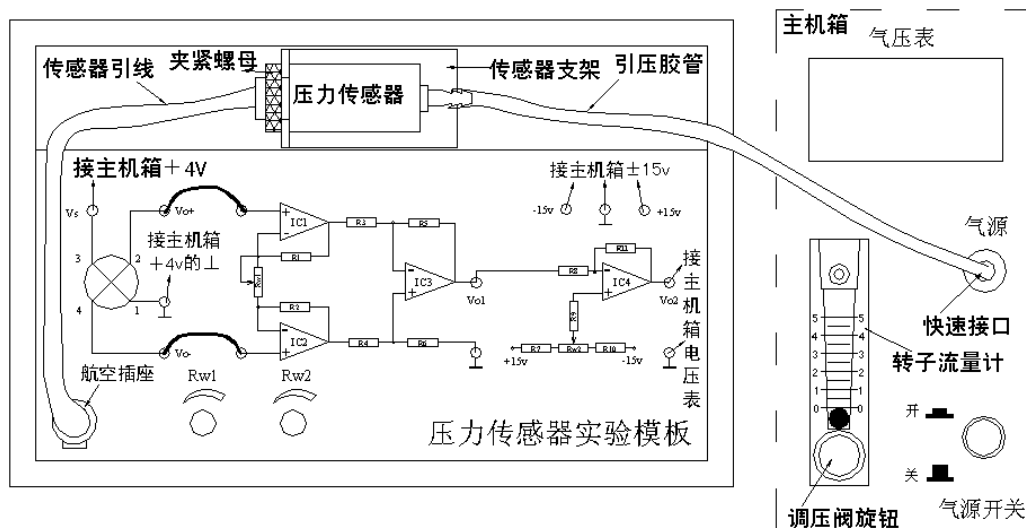 主机箱
气压表
传感器引线
夹紧螺母
传感器支架
引压胶管
压力传感器
接主机箱＋4V
接主机箱±15v
Vs
Vo+
-15v
+15v
IC1
R3
R5
气源
接主机箱
+4v的⊥
3
2
4
1
R1
Rw1
R2
IC3
Vo1
R8
R11
IC4
Vo2
接主机箱电压表
R9
快速接口
Vo-
IC2
R4
R6
+15v
R7
Rw2
R10
-15v
转子流量计
5
5
4
4
3
3
2
2
1
1
0
0
航空插座
Rw1
Rw2
压力传感器实验模板
开
关
调压阀旋钮
气源开关